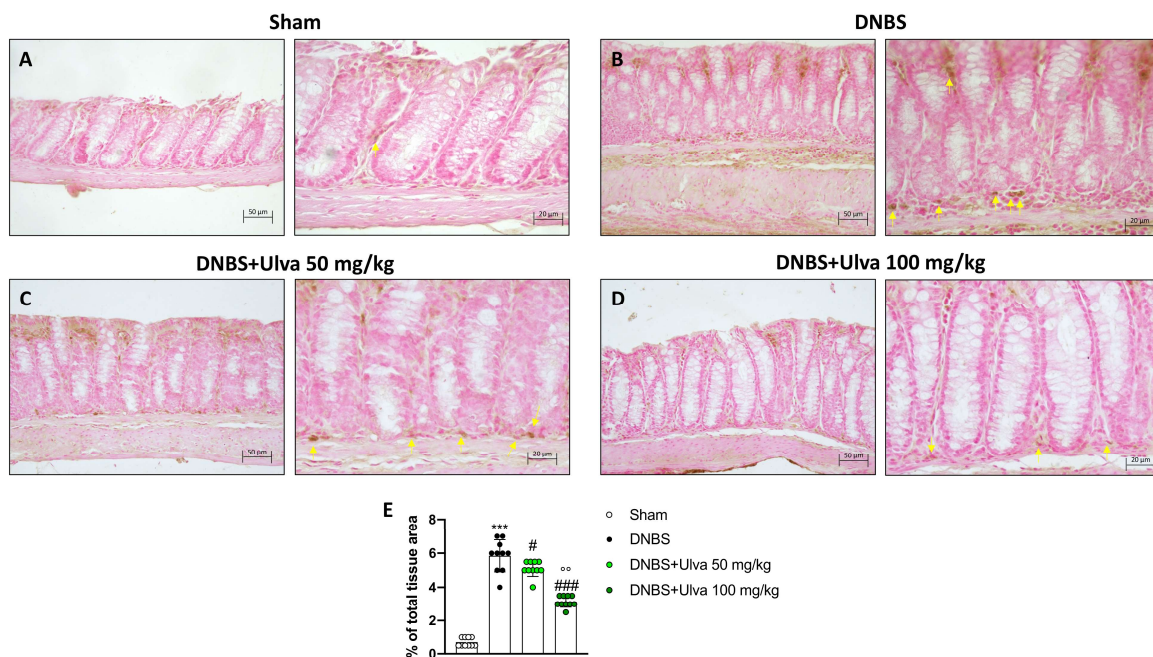 Sham
DNBS
A
50 µm
20 µm
B
50 µm
20 µm
DNBS+Ulva 50 mg/kg
DNBS+Ulva 100 mg/kg
C
50 µm
20 µm
D
50 µm
20 µm
E
% of total tissue area
8
6
4
2
0
***
#
°°
###
Sham
DNBS
DNBS+Ulva 50 mg/kg
DNBS+Ulva 100 mg/kg